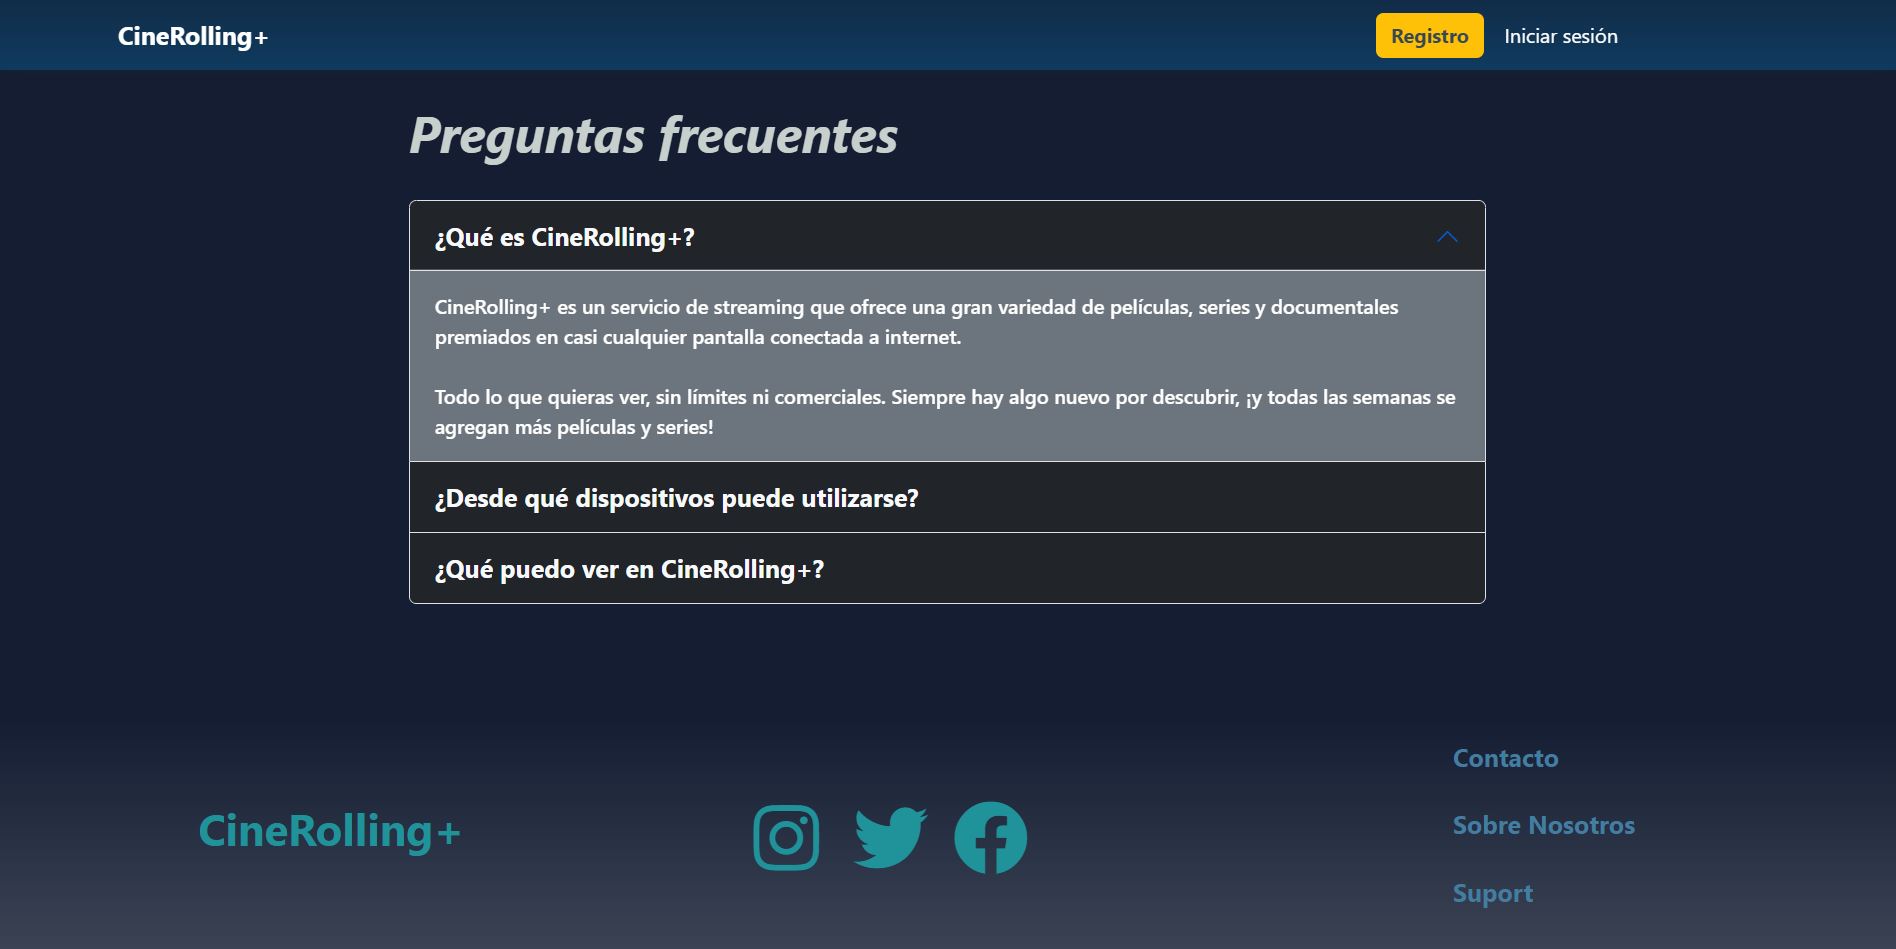 CineRolling+
Registro
Iniciar sesión
Preguntas frecuentes
¿Qué es CineRolling+?
CineRolling+ es un servicio de streaming que ofrece una gran variedad de películas, series y documentales
premiados en casi cualquier pantalla conectada a internet.
Todo lo que quieras ver, sin límites ni comerciales. Siempre hay algo nuevo por descubrir, ¡y todas las semanas se
agregan más películas y series!
¿Desde qué dispositivos puede utilizarse?
¿Qué puedo ver en CineRolling+?
CineRolling+
Contacto
Sobre Nosotros
Suport